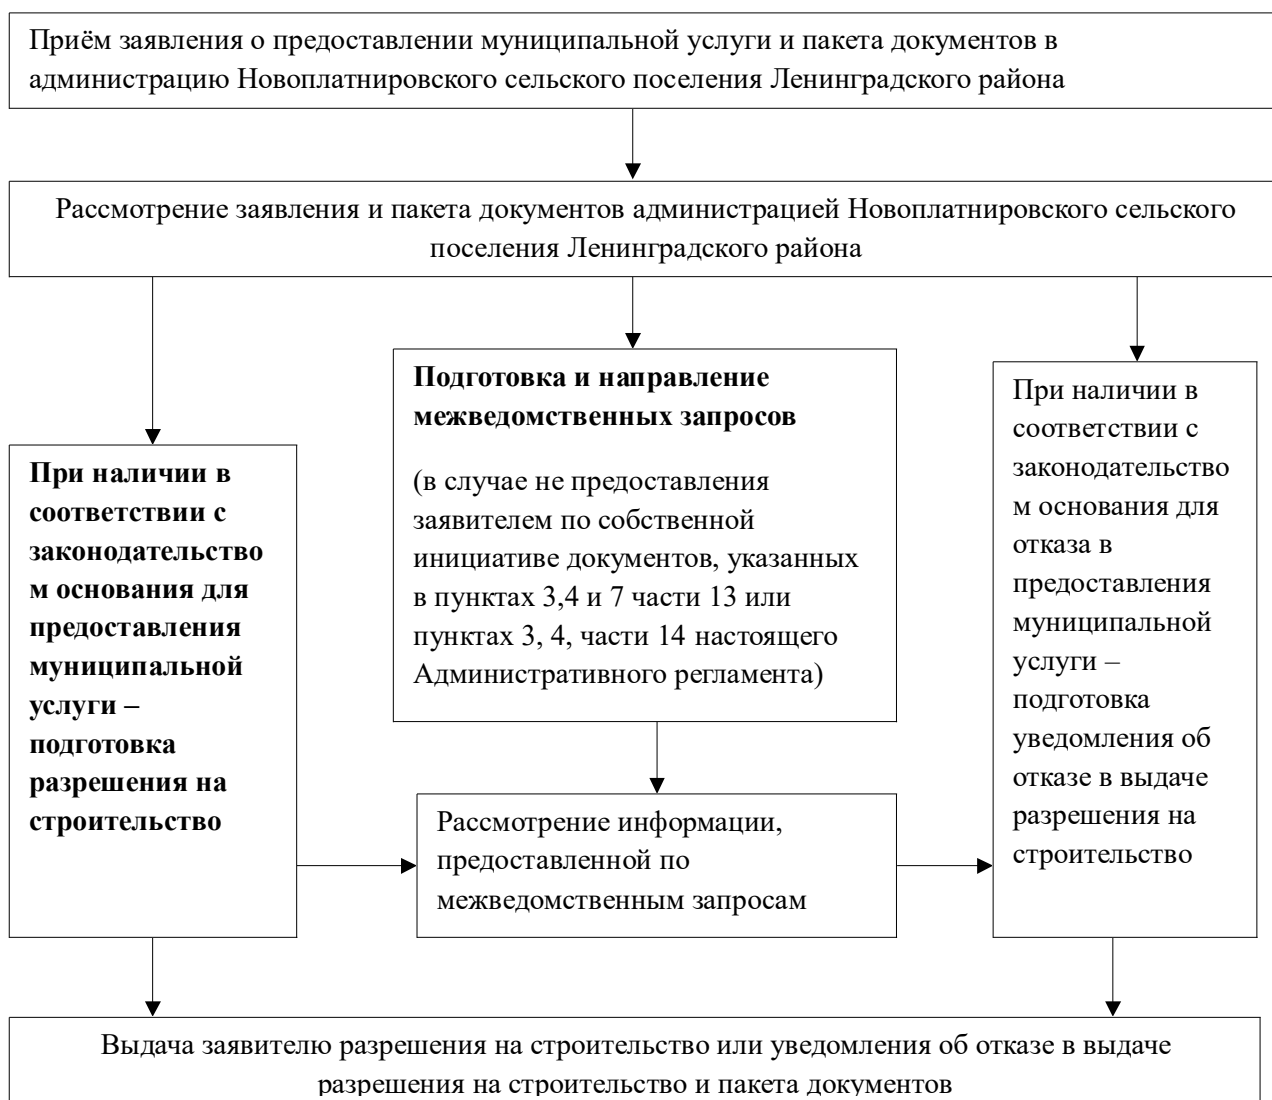 Приём заявления о предоставлении муниципальной услуги и пакета документов в
администрацию Новоплатнировского сельского поселения Ленинградского района
Рассмотрение заявления и пакета документов администрацией Новоплатнировского сельского
поселения Ленинградского района
При наличии в
соответствии с
законодательство
м основания для
предоставления
муниципальной
услуги –
подготовка
разрешения на
строительство
Подготовка и направление
межведомственных запросов
(в случае не предоставления
заявителем по собственной
инициативе документов, указанных
в пунктах 3,4 и 7 части 13 или
пунктах 3, 4, части 14 настоящего
Административного регламента)
Рассмотрение информации,
предоставленной по
межведомственным запросам
При наличии в
соответствии с
законодательство
м основания для
отказа в
предоставления
муниципальной
услуги –
подготовка
уведомления об
отказе в выдаче
разрешения на
строительство
Выдача заявителю разрешения на строительство или уведомления об отказе в выдаче
разрешения на строительство и пакета документов